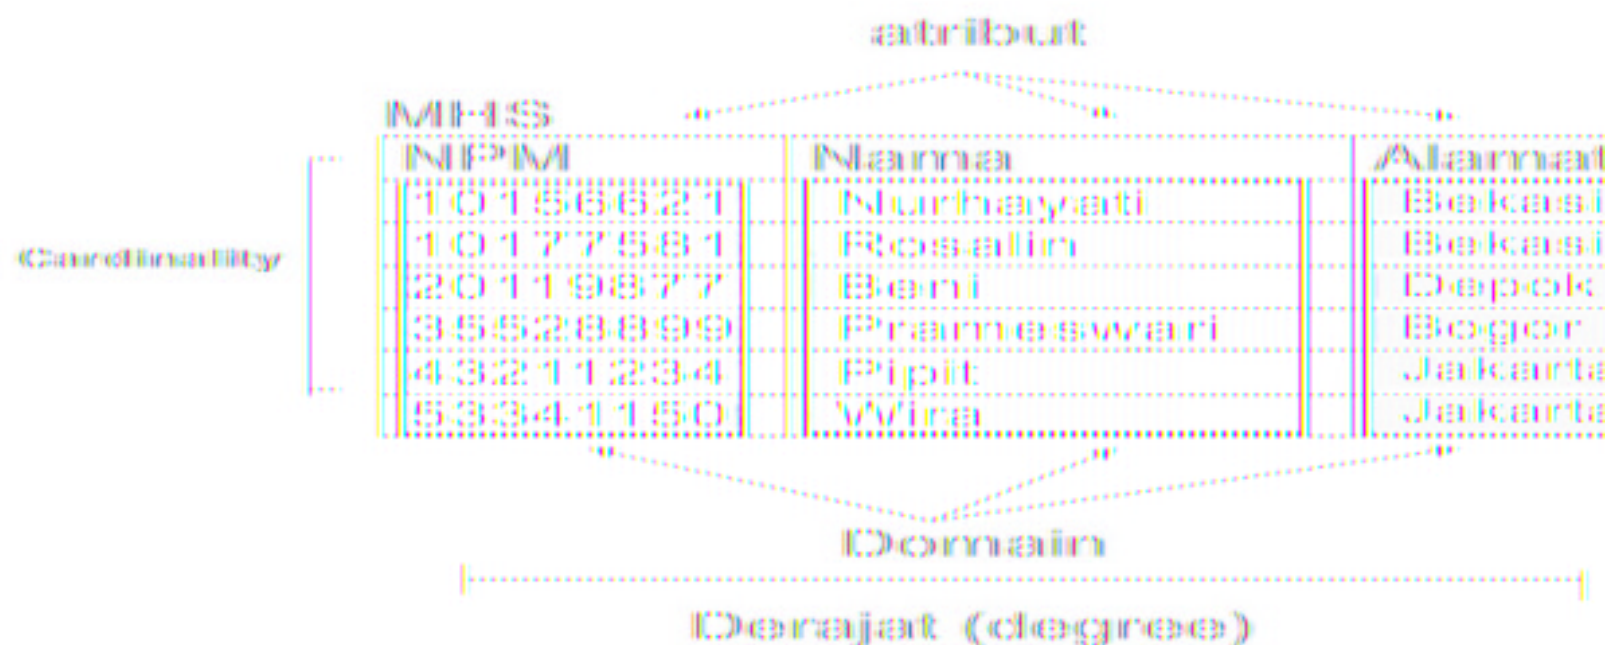 atribut
MHS
NPM Nama Alamat
10156621 Nurhayati Bekasi
Cardinality
10177581 Rosalin Bekasi
20119877 Beni Depok
35528899 Prameswari Bogor
43211234 Pipit Jakarta
53341150 Wira Jakarta
Domain
Derajat (degree)